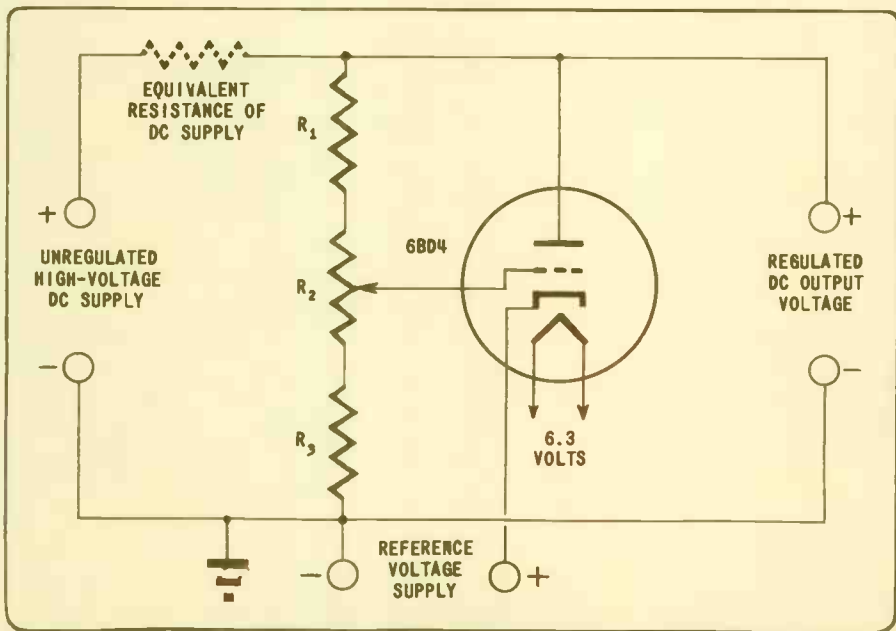 EQUIVALENT
RESISTANCE OF
DC SUPPLY
R1
+
UNREGULATED
HIGH-VOLTAGE
DC SUPPLY
-
6BD4
R2
+
REGULATED
DC OUTPUT
VOLTAGE
-
R3
6.3
VOLTS
-
REFERENCE
VOLTAGE
SUPPLY
+